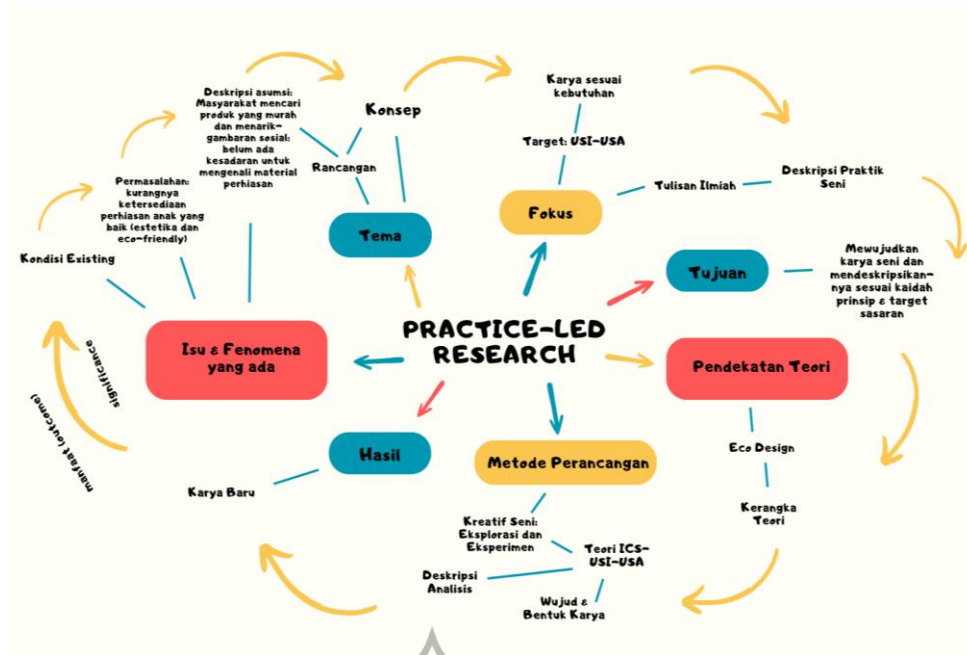 PRACTICE-LED
RESEARCH
Isu & Fenomena
yang ada
Kondisi Existing
Permasalahan:
kurangnya
ketersediaan
perhiasan anak yang
baik (estetika dan
eco-friendly)
Deskripsi asumsi:
Masyarakat mencari
produk yang murah
dan menarik-
gambaran sosial:
belum ada
kesadaran untuk
mengenali material
perhiasan
Tema
Rancangan
Konsep
Fokus
Target: USI-USA
Karya sesuai
kebutuhan
Tulisan Ilmiah
Deskripsi Praktik
Seni
Tujuan
Mewujudkan
karya seni dan
mendeskripsikan-
nya sesuai kaidah
prinsip & target
sasaran
Pendekatan Teori
Eco Design
Kerangka
Teori
Metode Perancangan
Kreatif Seni:
Eksplorasi dan
Eksperimen
Teori ICS-
USI-USA
Deskripsi
Analisis
Wujud &
Bentuk Karya
Hasil
Karya Baru
significance
manfaat (outcome)